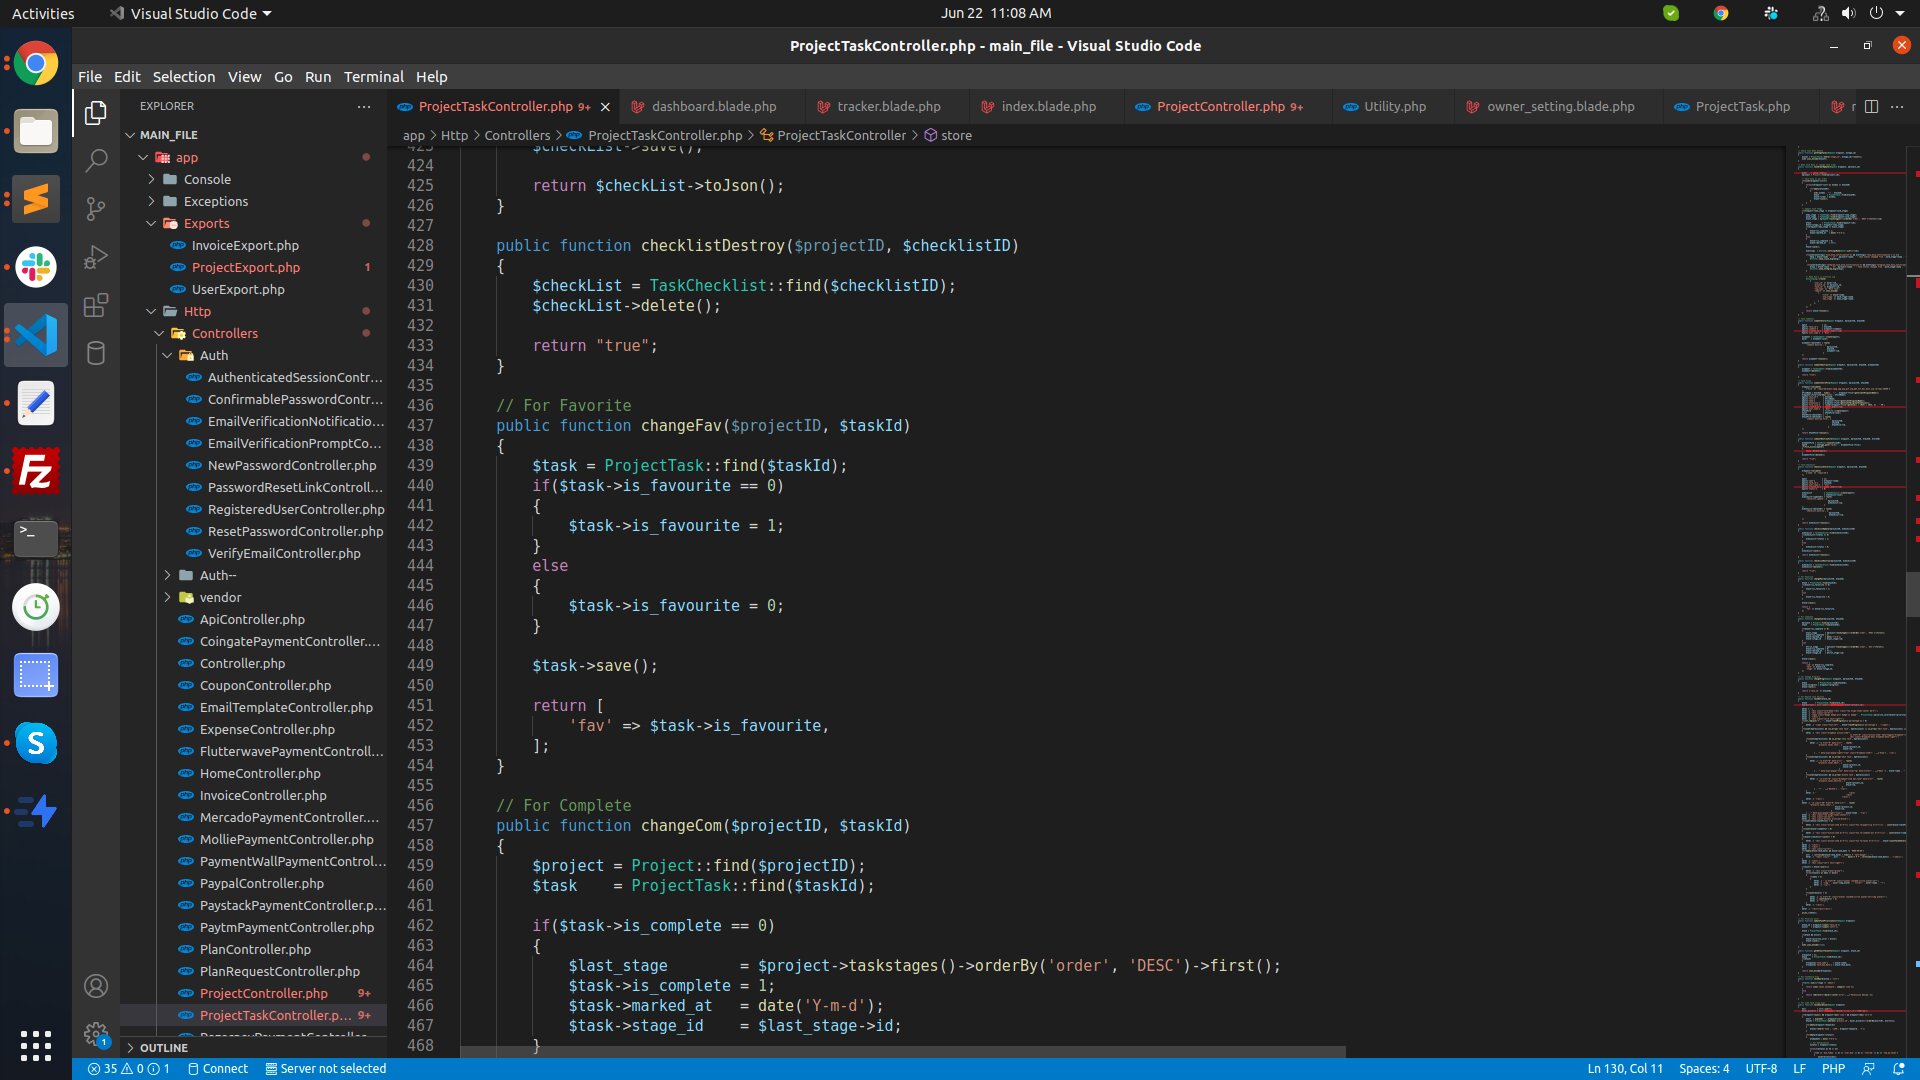 Activities
Visual Studio Code
Jun 22 11:08 AM
ProjectTaskController.php - main_file - Visual Studio Code
File Edit Selection View Go Run Terminal Help
EXPLORER
ProjectTaskController.php 9+
dashboard.blade.php
tracker.blade.php
index.blade.php
ProjectController.php 9+
Utility.php
owner_setting.blade.php
ProjectTask.php
app > Http > Controllers > ProjectTaskController.php > ProjectTaskController > store
MAIN_FILE
app
Console
Exceptions
Exports
InvoiceExport.php
ProjectExport.php 1
UserExport.php
Http
Controllers
Auth
AuthenticatedSessionContr...
ConfirmablePasswordContr...
EmailVerificationNotificatio...
EmailVerificationPromptCo...
NewPasswordController.php
PasswordResetLinkControll...
RegisteredUserController.php
ResetPasswordController.php
VerifyEmailController.php
Auth--
vendor
ApiController.php
CoingatePaymentController....
Controller.php
CouponController.php
EmailTemplateController.php
ExpenseController.php
FlutterwavePaymentControll...
HomeController.php
InvoiceController.php
MercadoPaymentController....
MolliePaymentController.php
PaymentWallPaymentControl...
PaypalController.php
PaystackPaymentController.p...
PaytmPaymentController.php
PlanController.php
PlanRequestController.php
ProjectController.php 9+
ProjectTaskController.p... 9+
OUTLINE
423 $checkList->save();
424
425 return $checkList->toJson();
426 }
427
428 public function checklistDestroy($projectID, $checklistID)
429 {
430 $checkList = TaskChecklist::find($checklistID);
431 $checkList->delete();
432
433 return "true";
434 }
435
436 // For Favorite
437 public function changeFav($projectID, $taskId)
438 {
439 $task = ProjectTask::find($taskId);
440 if($task->is_favourite == 0)
441 {
442 $task->is_favourite = 1;
443 }
444 else
445 {
446 $task->is_favourite = 0;
447 }
448
449 $task->save();
450
451 return [
452 'fav' => $task->is_favourite,
453 ];
454 }
455
456 // For Complete
457 public function changeCom($projectID, $taskId)
458 {
459 $project = Project::find($projectID);
460 $task    = ProjectTask::find($taskId);
461
462 if($task->is_complete == 0)
463 {
464 $last_stage        = $project->taskstages()->orderBy('order', 'DESC')->first();
465 $task->is_complete = 1;
466 $task->marked_at   = date('Y-m-d');
467 $task->stage_id    = $last_stage->id;
468 }
35 0 1 Connect Server not selected
Ln 130, Col 11 Spaces: 4 UTF-8 LF PHP